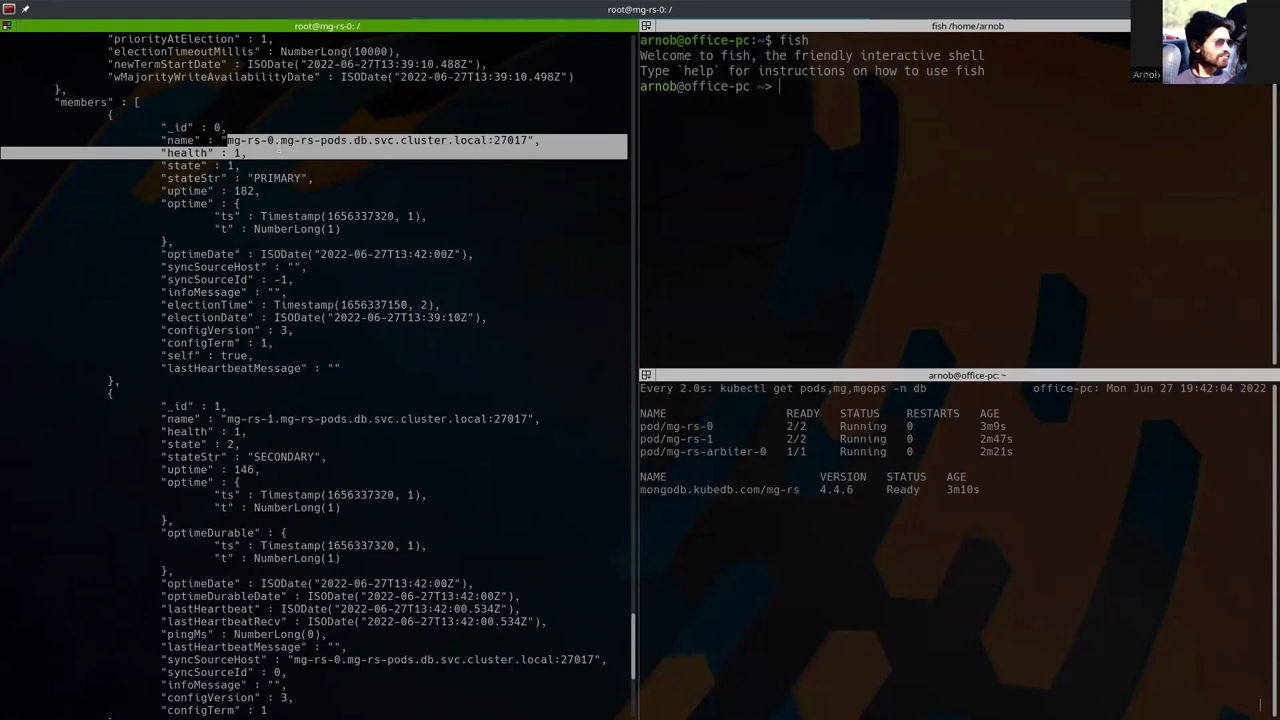 root@mg-rs-0: /
root@mg-rs-0: /
"priorityAtElection" : 1,
"electionTimeoutMillis" : NumberLong(10000),
"newTermStartDate" : ISODate("2022-06-27T13:39:10.488Z"),
"wMajorityWriteAvailabilityDate" : ISODate("2022-06-27T13:39:10.498Z")
},
"members" : [
{
"_id" : 0,
"name" : "mg-rs-0.mg-rs-pods.db.svc.cluster.local:27017",
"health" : 1,
"state" : 1,
"stateStr" : "PRIMARY",
"uptime" : 182,
"optime" : {
"ts" : Timestamp(1656337320, 1),
"t" : NumberLong(1)
},
"optimeDate" : ISODate("2022-06-27T13:42:00Z"),
"syncSourceHost" : "",
"syncSourceId" : -1,
"infoMessage" : "",
"electionTime" : Timestamp(1656337150, 2),
"electionDate" : ISODate("2022-06-27T13:39:10Z"),
"configVersion" : 3,
"configTerm" : 1,
"self" : true,
"lastHeartbeatMessage" : ""
},
{
"_id" : 1,
"name" : "mg-rs-1.mg-rs-pods.db.svc.cluster.local:27017",
"health" : 1,
"state" : 2,
"stateStr" : "SECONDARY",
"uptime" : 146,
"optime" : {
"ts" : Timestamp(1656337320, 1),
"t" : NumberLong(1)
},
"optimeDurable" : {
"ts" : Timestamp(1656337320, 1),
"t" : NumberLong(1)
},
"optimeDate" : ISODate("2022-06-27T13:42:00Z"),
"optimeDurableDate" : ISODate("2022-06-27T13:42:00Z"),
"lastHeartbeat" : ISODate("2022-06-27T13:42:00.534Z"),
"lastHeartbeatRecv" : ISODate("2022-06-27T13:42:00.534Z"),
"pingMs" : NumberLong(0),
"lastHeartbeatMessage" : "",
"syncSourceHost" : "mg-rs-0.mg-rs-pods.db.svc.cluster.local:27017",
"syncSourceId" : 0,
"infoMessage" : "",
"configVersion" : 3,
"configTerm" : 1
fish /home/arnob
arnob@office-pc:~$ fish
Welcome to fish, the friendly interactive shell
Type `help` for instructions on how to use fish
arnob@office-pc ~>
Arnob
arnob@office-pc: ~
Every 2.0s: kubectl get pods,mg,mgops -n db office-pc: Mon Jun 27 19:42:04 2022
NAME READY STATUS RESTARTS AGE
pod/mg-rs-0 2/2 Running 0 3m9s
pod/mg-rs-1 2/2 Running 0 2m47s
pod/mg-rs-arbiter-0 1/1 Running 0 2m21s
NAME VERSION STATUS AGE
mongodb.kubedb.com/mg-rs 4.4.6 Ready 3m10s